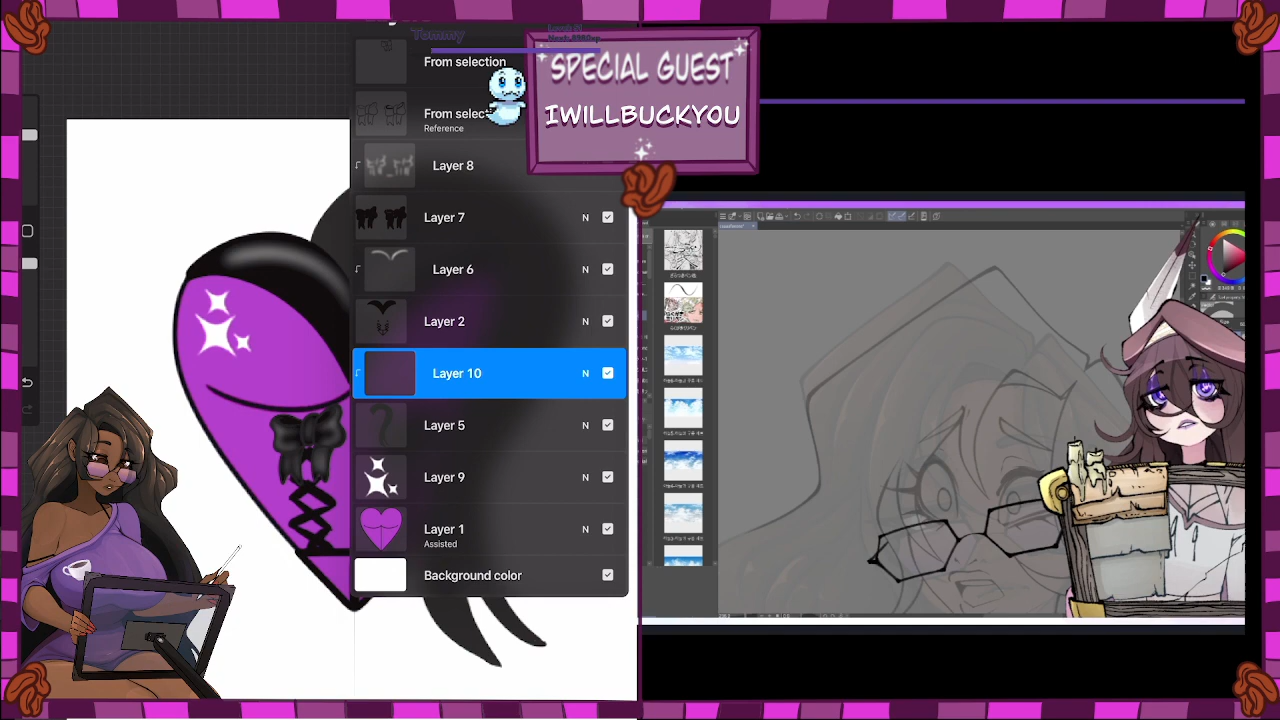 Tommy
SPECIAL GUEST
IWILLBUCKYOU
From selection
From selec
Reference
Layer 8
Layer 7
N
Layer 6
N
Layer 2
N
Layer 10
N
Layer 5
N
Layer 9
N
Layer 1
N
Assisted
Background color